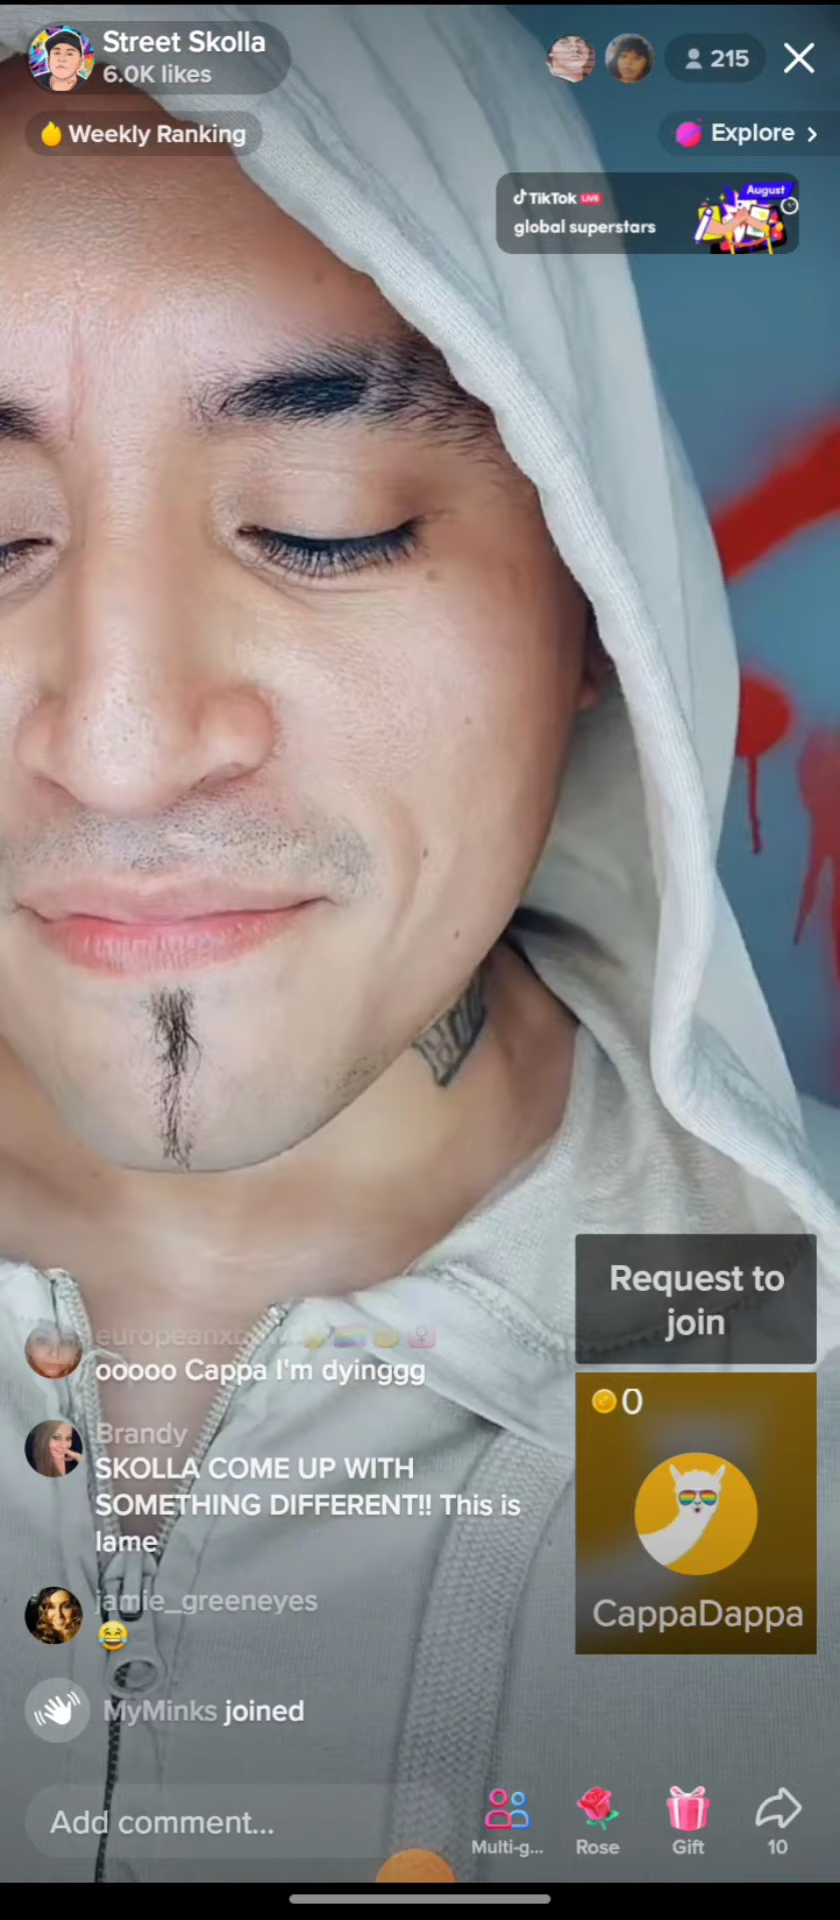 Street Skolla
6.0K likes
215
Weekly Ranking
Explore
August
TikTok LIVE
global superstars
Request to
join
ooooo Cappa I'm dyinggg
0
Brandy
SKOLLA COME UP WITH
SOMETHING DIFFERENT!! This is
lame
jamie_greeneyes
CappaDappa
MyMinks joined
Add comment...
Multi-g...
Rose
Gift
10